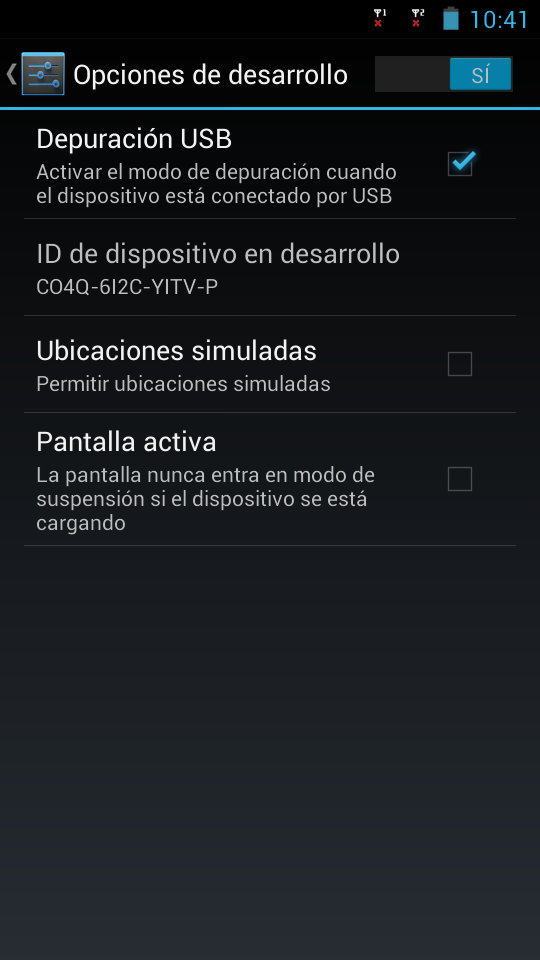 1 2 10:41
Opciones de desarrollo SÍ
Depuración USB
Activar el modo de depuración cuando
el dispositivo está conectado por USB
ID de dispositivo en desarrollo
CO4Q-6I2C-YITV-P
Ubicaciones simuladas
Permitir ubicaciones simuladas
Pantalla activa
La pantalla nunca entra en modo de
suspensión si el dispositivo se está
cargando